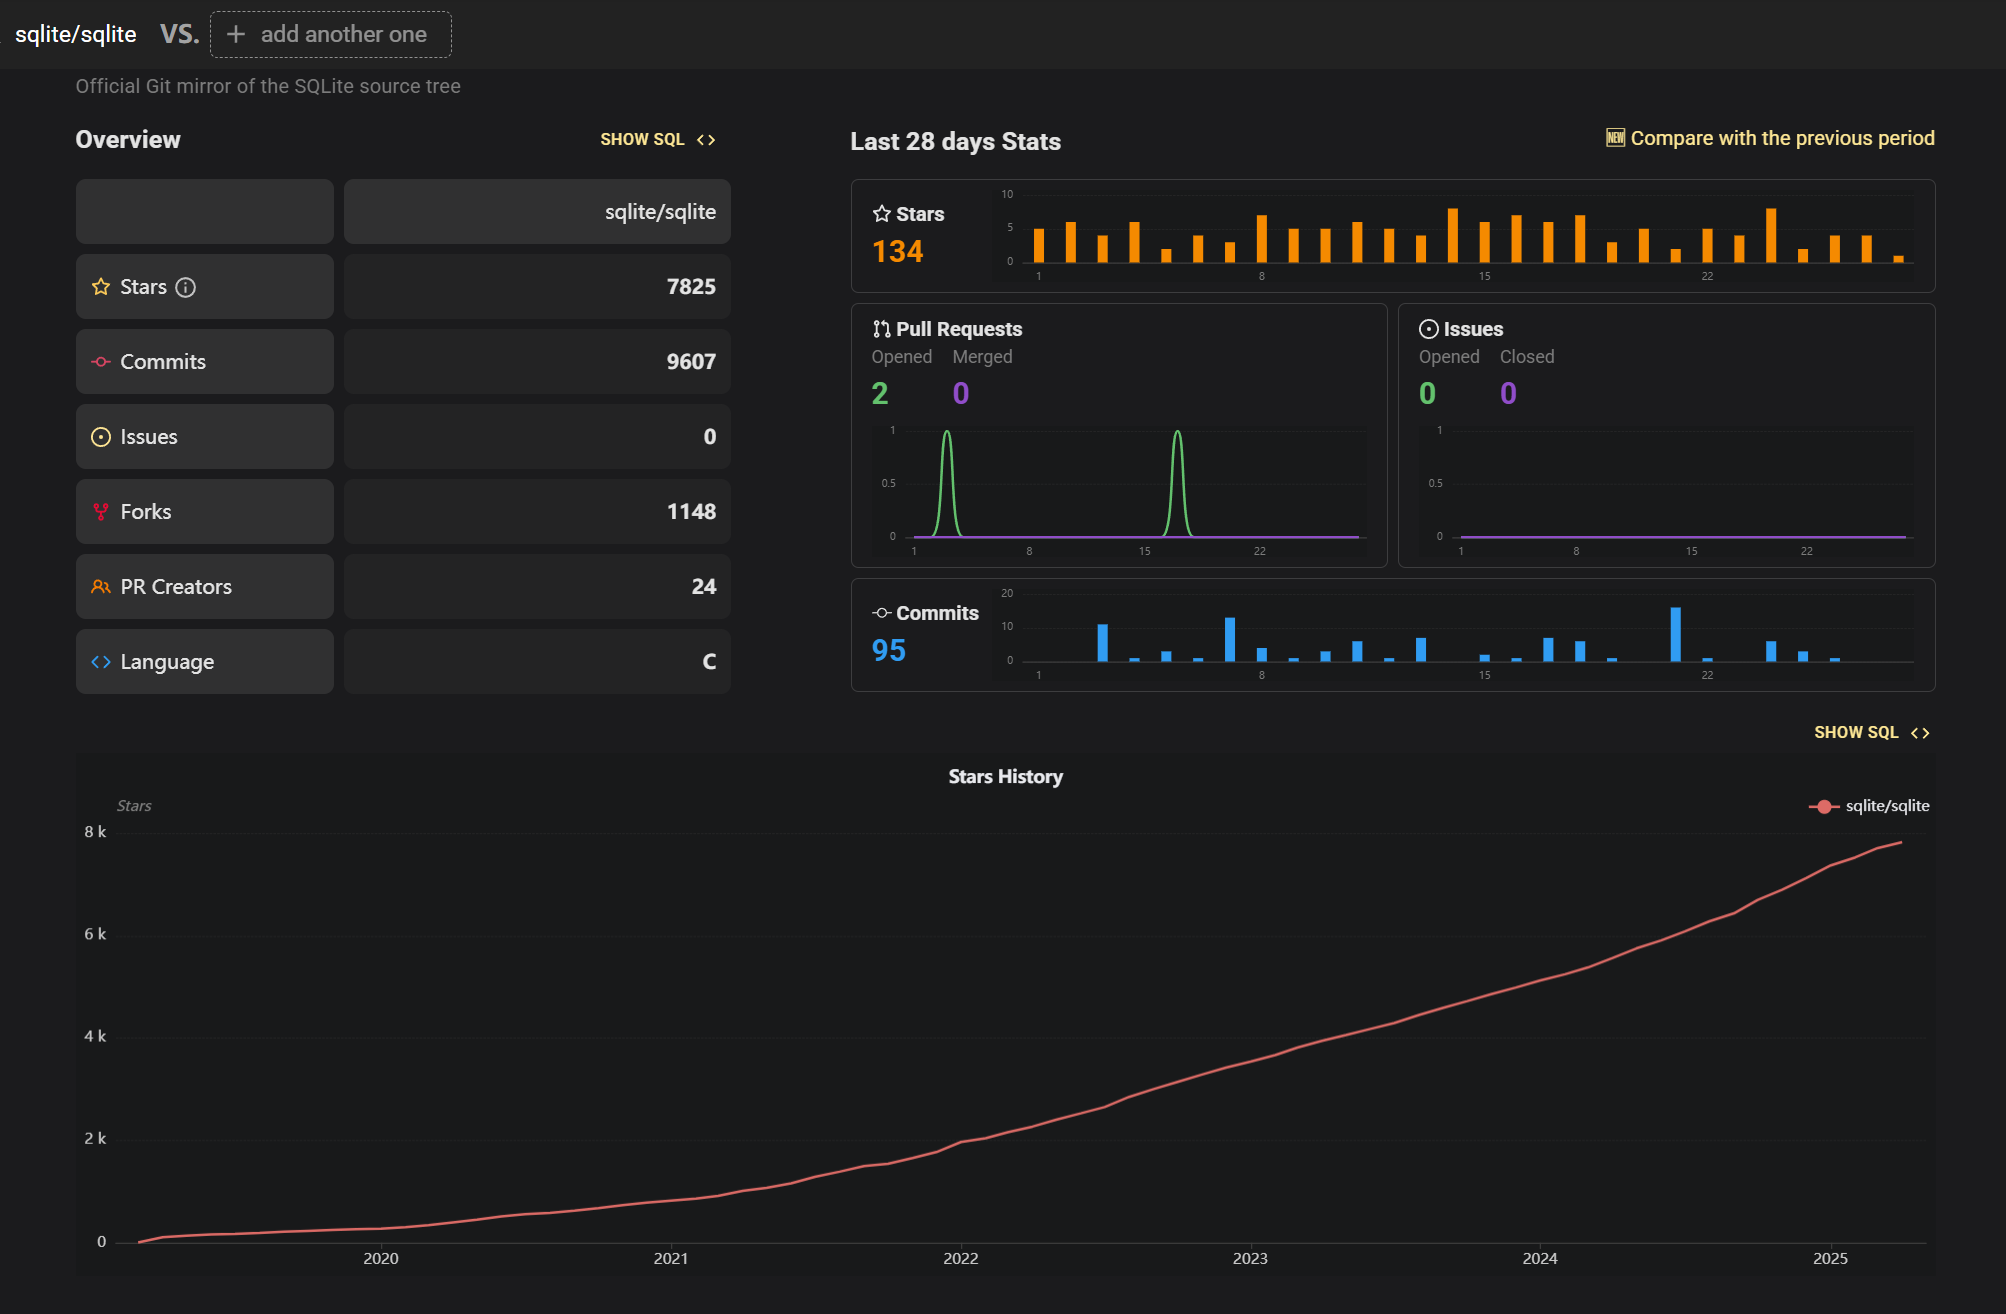 sqlite/sqlite VS. + add another one
Official Git mirror of the SQLite source tree
Overview
SHOW SQL <>
sqlite/sqlite
Stars 7825
Commits 9607
Issues 0
Forks 1148
PR Creators 24
Language C
Last 28 days Stats
NEW Compare with the previous period
Stars
134
10
5
0
1 8 15 22
Pull Requests
Opened Merged
2 0
1
0.5
0
1 8 15 22
Issues
Opened Closed
0 0
1
0.5
0
1 8 15 22
Commits
95
20
10
0
1 8 15 22
SHOW SQL <>
Stars History
Stars
sqlite/sqlite
8 k
6 k
4 k
2 k
0
2020 2021 2022 2023 2024 2025